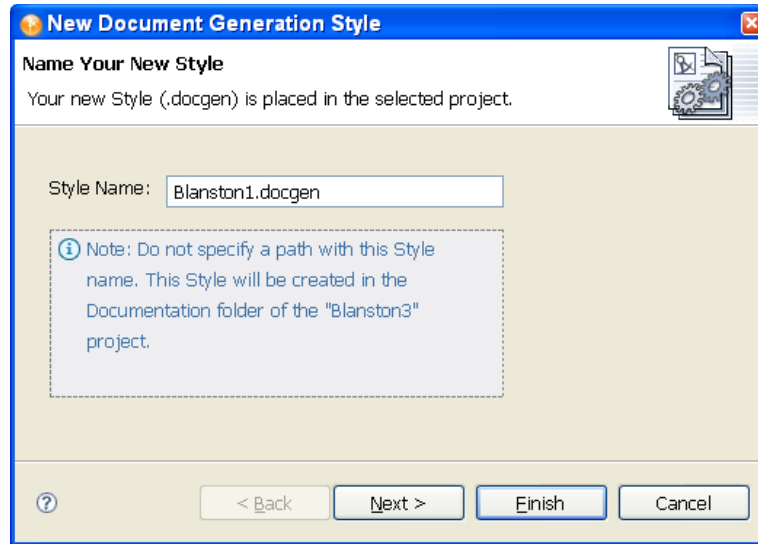 New Document Generation Style
Name Your New Style
Your new Style (.docgen) is placed in the selected project.
Style Name: Blanston1.docgen
Note: Do not specify a path with this Style
name. This Style will be created in the
Documentation folder of the "Blanston3"
project.
< Back Next > Finish Cancel